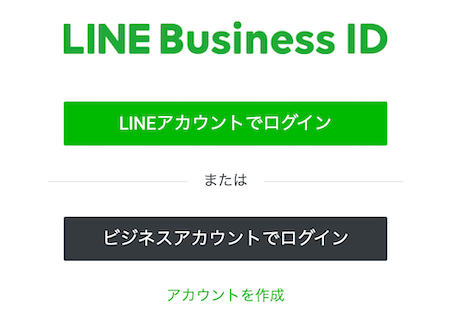 LINE Business ID
LINEアカウントでログイン
または
ビジネスアカウントでログイン
アカウントを作成